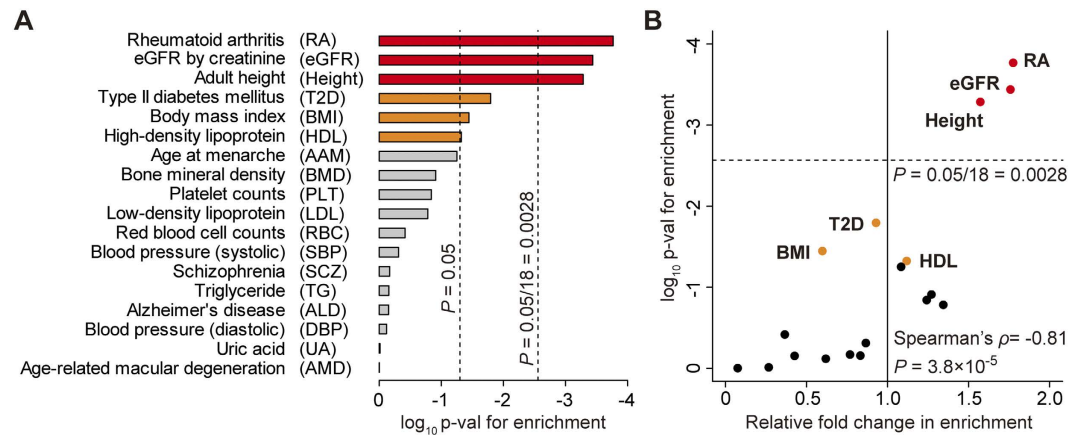 A
Rheumatoid arthritis (RA)
eGFR by creatinine (eGFR)
Adult height (Height)
Type II diabetes mellitus (T2D)
Body mass index (BMI)
High-density lipoprotein (HDL)
Age at menarche (AAM)
Bone mineral density (BMD)
Platelet counts (PLT)
Low-density lipoprotein (LDL)
Red blood cell counts (RBC)
Blood pressure (systolic) (SBP)
Schizophrenia (SCZ)
Triglyceride (TG)
Alzheimer's disease (ALD)
Blood pressure (diastolic) (DBP)
Uric acid (UA)
Age-related macular degeneration (AMD)
P = 0.05
P = 0.05/18 = 0.0028
0 -1 -2 -3 -4
log10 p-val for enrichment
B
log10 p-val for enrichment
-4
-3
-2
-1
0
RA
eGFR
Height
P = 0.05/18 = 0.0028
T2D
BMI
HDL
Spearman's ρ= -0.81
P = 3.8×10-5
0 0.5 1.0 1.5 2.0
Relative fold change in enrichment